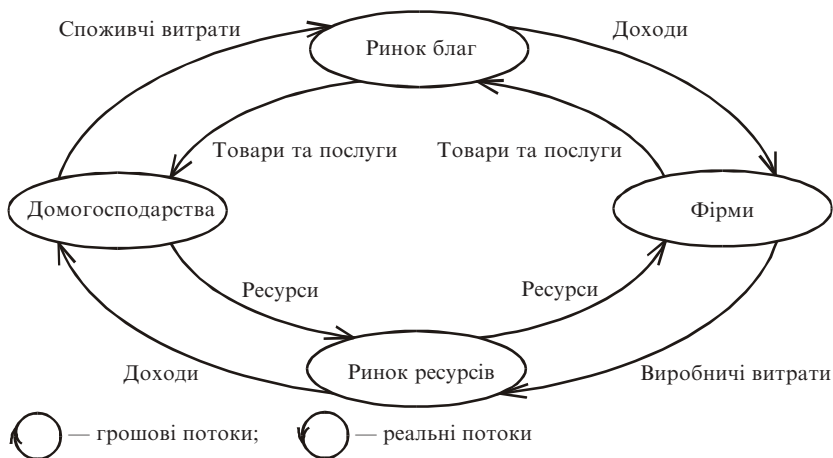 Споживчі витрати
Ринок благ
Доходи
Товари та послуги
Товари та послуги
Домогосподарства
Фірми
Ресурси
Ресурси
Доходи
Ринок ресурсів
Виробничі витрати
— грошові потоки;
— реальні потоки